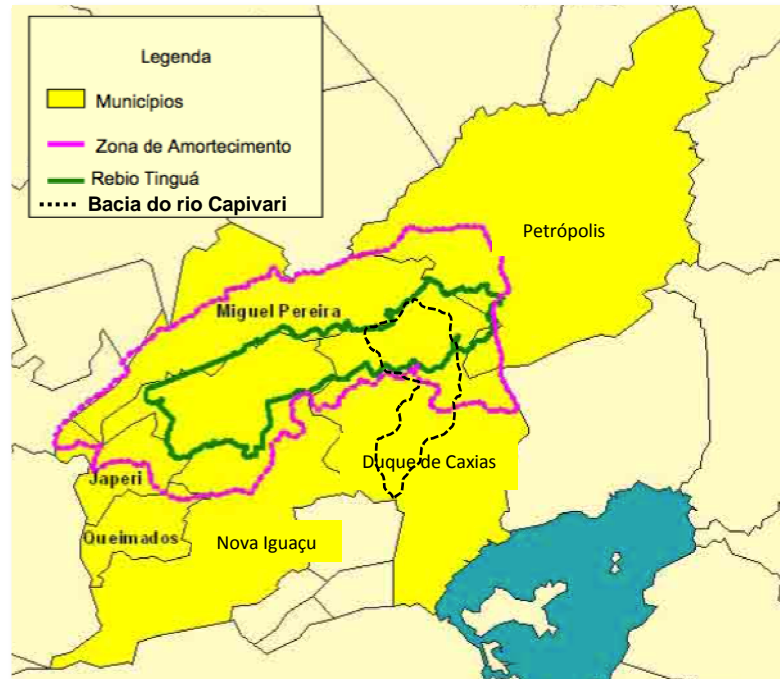 Legenda
Municípios
Zona de Amortecimento
Rebio Tinguá
Bacia do rio Capivari
Petrópolis
Miguel Pereira
Duque de Caxias
Japeri
Queimados
Nova Iguaçu